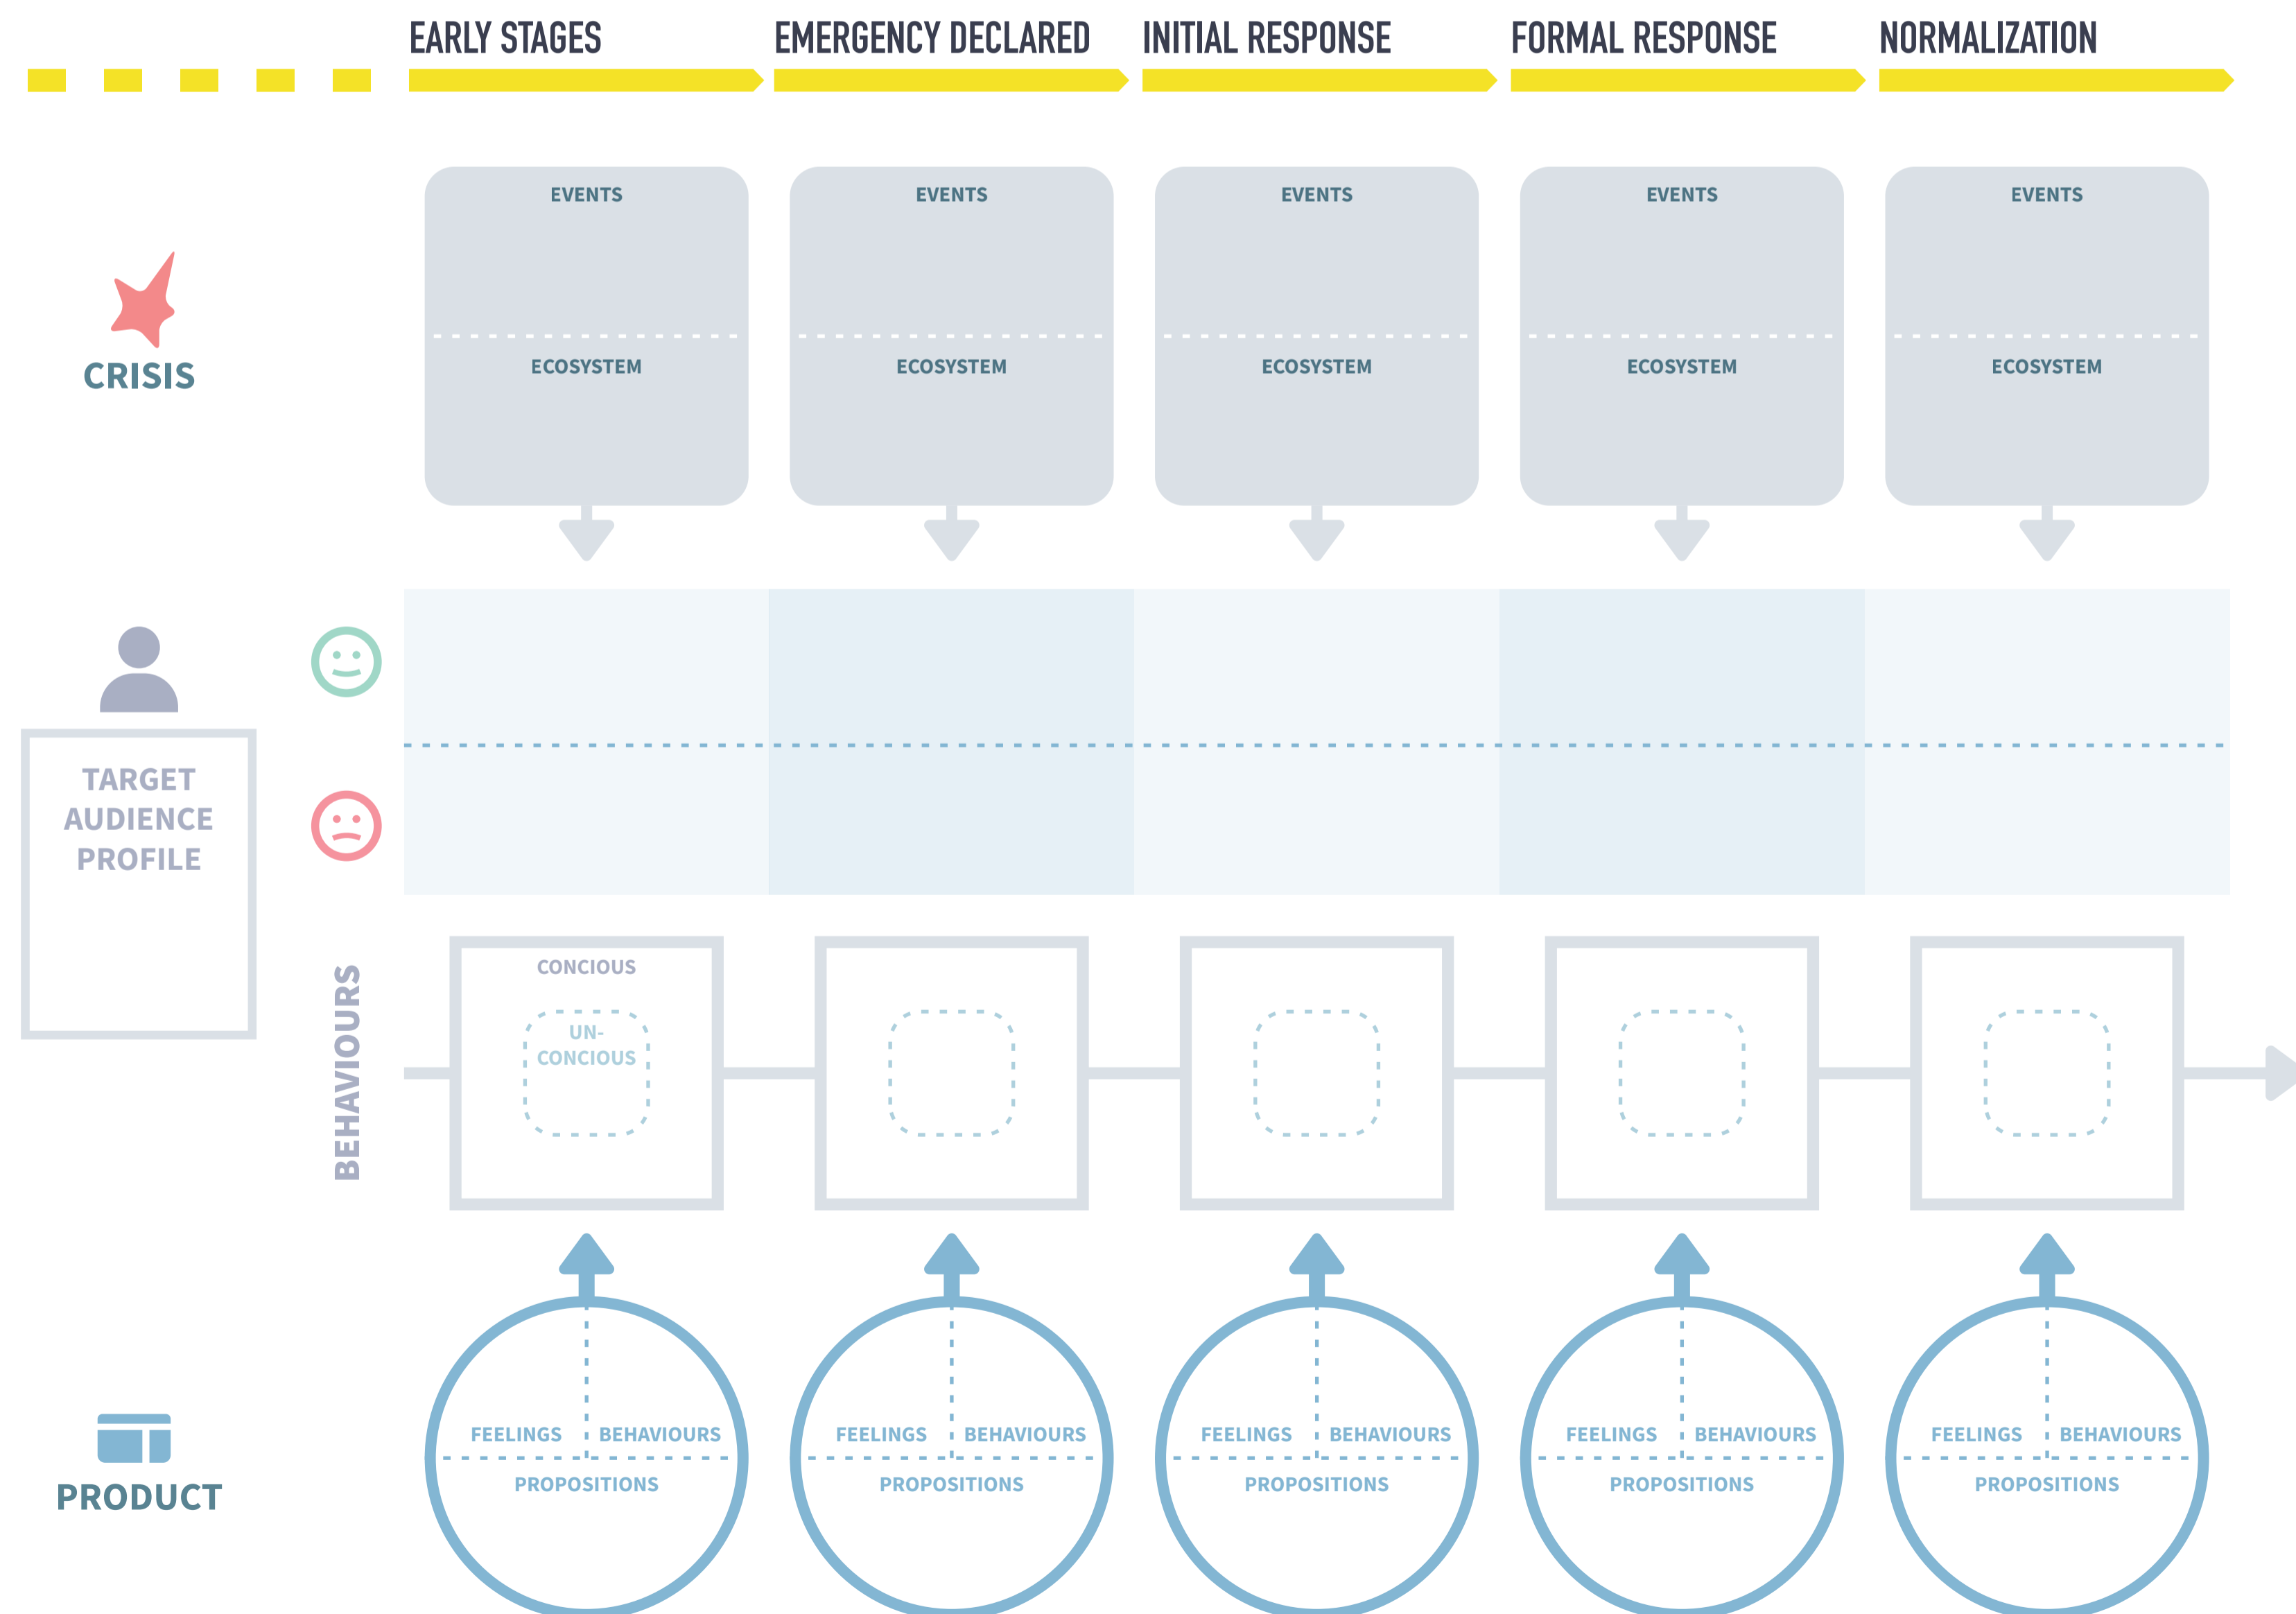 EARLY STAGES
EMERGENCY DECLARED
INITIAL RESPONSE
FORMAL RESPONSE
NORMALIZATION
CRISIS
EVENTS
EVENTS
EVENTS
EVENTS
EVENTS
ECOSYSTEM
ECOSYSTEM
ECOSYSTEM
ECOSYSTEM
ECOSYSTEM
TARGET
AUDIENCE
PROFILE
BEHAVIOURS
CONCIOUS
UN-
CONCIOUS
PRODUCT
FEELINGS
BEHAVIOURS
PROPOSITIONS
FEELINGS
BEHAVIOURS
PROPOSITIONS
FEELINGS
BEHAVIOURS
PROPOSITIONS
FEELINGS
BEHAVIOURS
PROPOSITIONS
FEELINGS
BEHAVIOURS
PROPOSITIONS